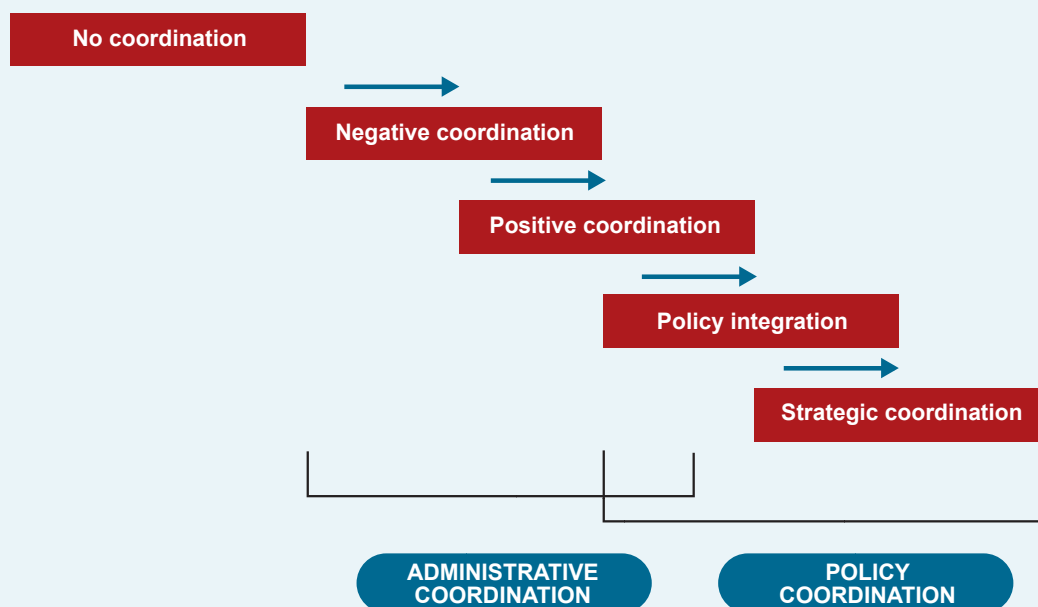 No coordination
Negative coordination
Positive coordination
Policy integration
Strategic coordination
ADMINISTRATIVE
COORDINATION
POLICY
COORDINATION